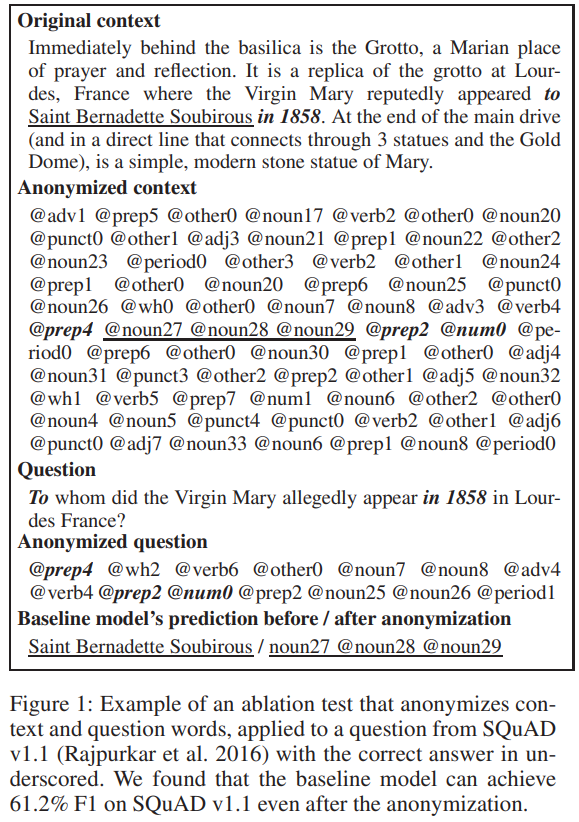 Original context
Immediately behind the basilica is the Grotto, a Marian place
of prayer and reflection. It is a replica of the grotto at Lour-
des, France where the Virgin Mary reputedly appeared to
Saint Bernadette Soubirous in 1858. At the end of the main drive
(and in a direct line that connects through 3 statues and the Gold
Dome), is a simple, modern stone statue of Mary.
Anonymized context
@adv1 @prep5 @other0 @noun17 @verb2 @other0 @noun20
@punct0 @other1 @adj3 @noun21 @prep1 @noun22 @other2
@noun23 @period0 @other3 @verb2 @other1 @noun24
@prep1 @other0 @noun20 @prep6 @noun25 @punct0
@noun26 @wh0 @other0 @noun7 @noun8 @adv3 @verb4
@prep4 @noun27 @noun28 @noun29 @prep2 @num0 @pe-
riod0 @prep6 @other0 @noun30 @prep1 @other0 @adj4
@noun31 @punct3 @other2 @prep2 @other1 @adj5 @noun32
@wh1 @verb5 @prep7 @num1 @noun6 @other2 @other0
@noun4 @noun5 @punct4 @punct0 @verb2 @other1 @adj6
@punct0 @adj7 @noun33 @noun6 @prep1 @noun8 @period0
Question
To whom did the Virgin Mary allegedly appear in 1858 in Lour-
des France?
Anonymized question
@prep4 @wh2 @verb6 @other0 @noun7 @noun8 @adv4
@verb4 @prep2 @num0 @prep2 @noun25 @noun26 @period1
Baseline model's prediction before / after anonymization
Saint Bernadette Soubirous / noun27 @noun28 @noun29
Figure 1: Example of an ablation test that anonymizes con-
text and question words, applied to a question from SQuAD
v1.1 (Rajpurkar et al. 2016) with the correct answer in un-
derscored. We found that the baseline model can achieve
61.2% F1 on SQuAD v1.1 even after the anonymization.